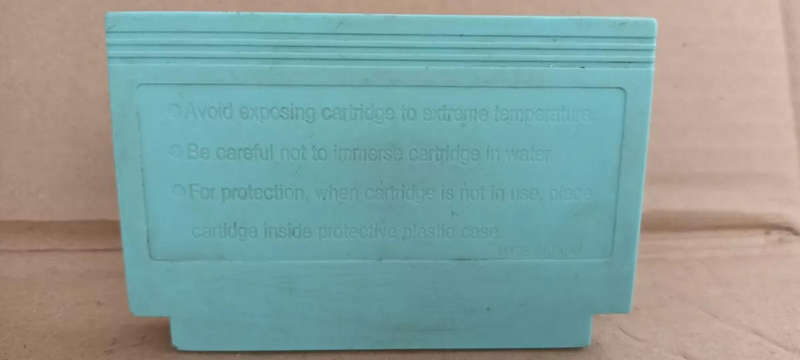 Avoid exposing cartridge to extreme temperature.
Be careful not to immerse cartridge in water.
For protection, when cartridge is not in use, place
cartidge inside protective plastic case.